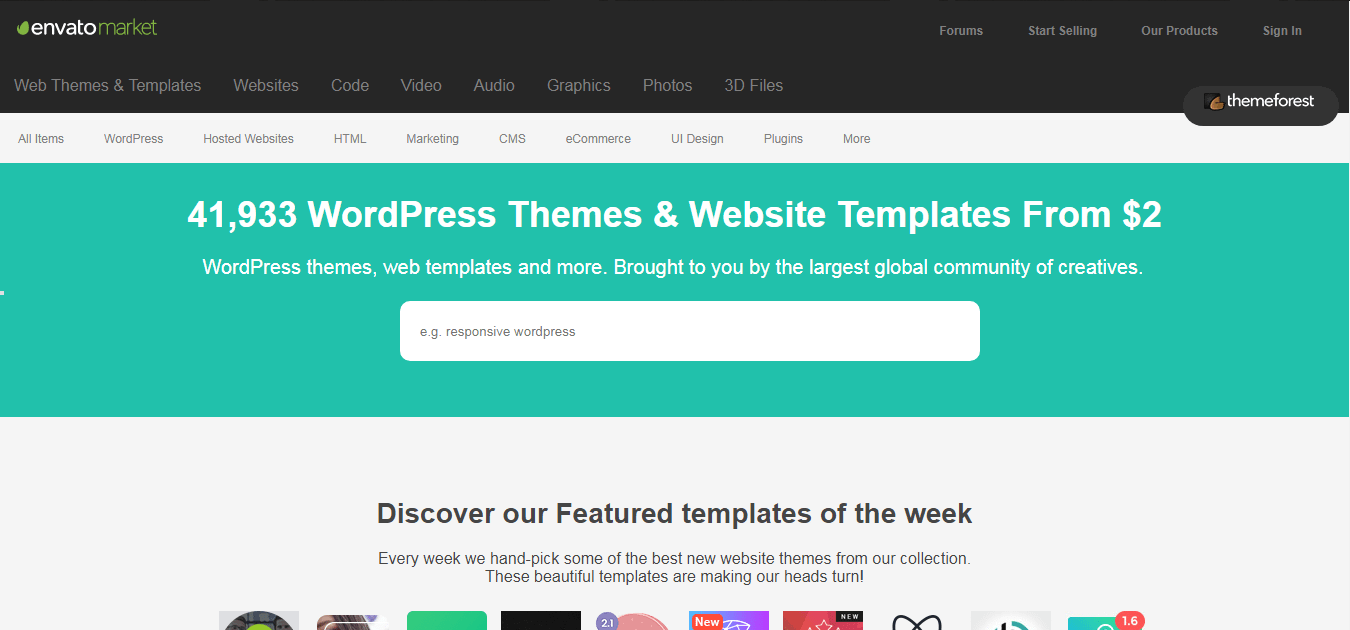 envato market
Forums Start Selling Our Products Sign In
Web Themes & Templates Websites Code Video Audio Graphics Photos 3D Files
themeforest
All Items WordPress Hosted Websites HTML Marketing CMS eCommerce UI Design Plugins More
41,933 WordPress Themes & Website Templates From $2
WordPress themes, web templates and more. Brought to you by the largest global community of creatives.
e.g. responsive wordpress
Discover our Featured templates of the week
Every week we hand-pick some of the best new website themes from our collection.
These beautiful templates are making our heads turn!
2.1 New NEW 1.6